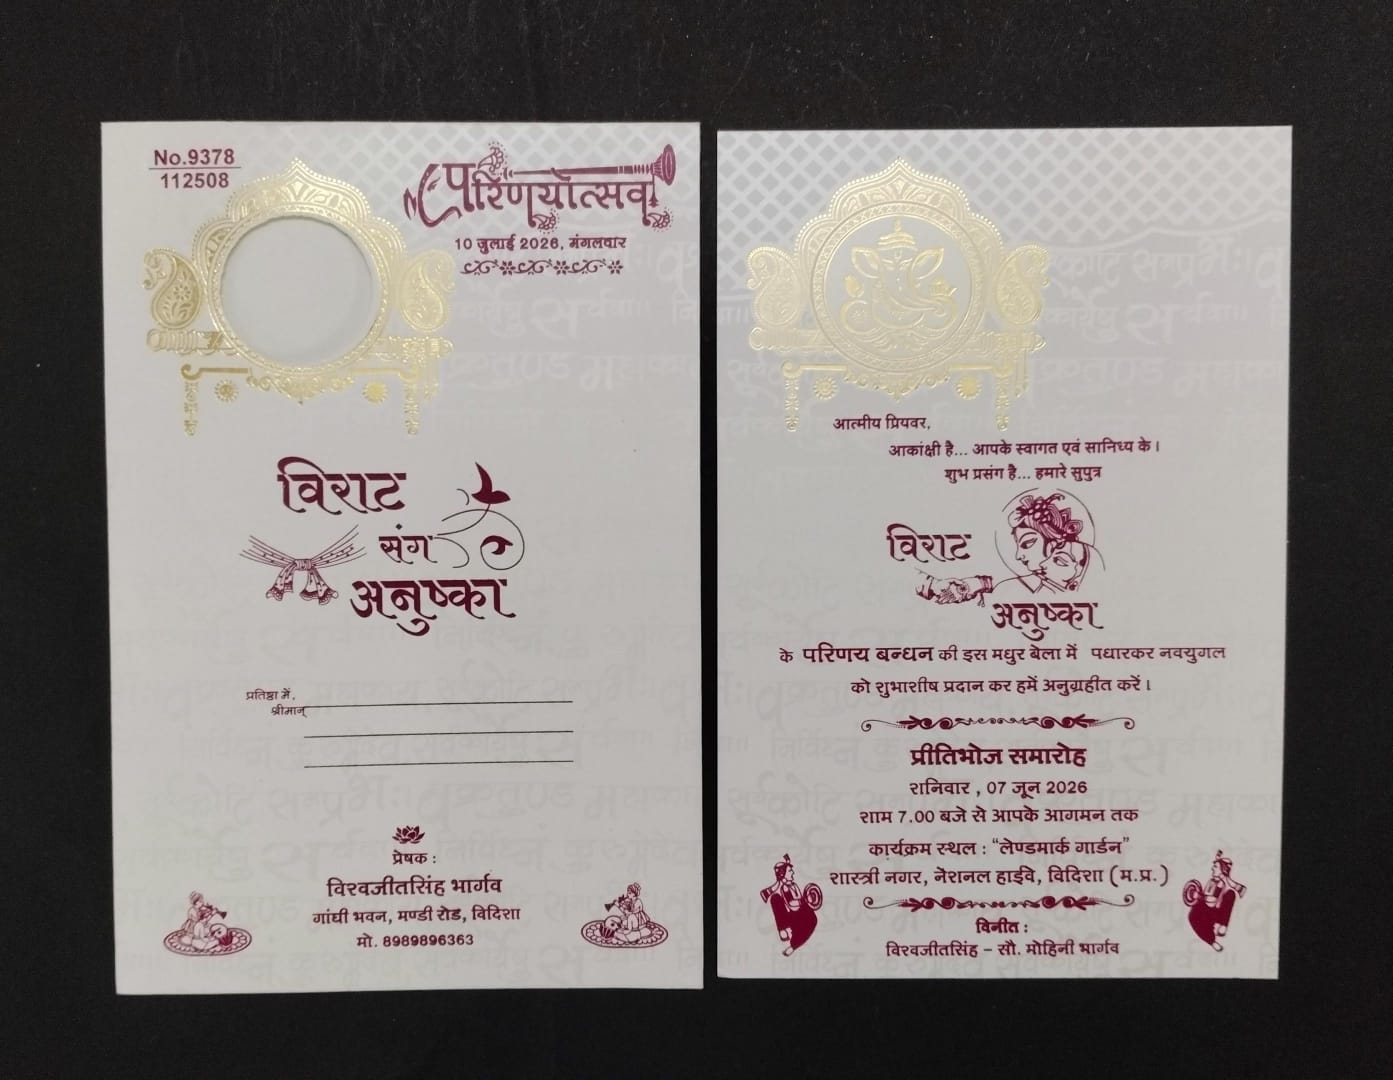 No.9378
112508
परिणयोत्सव
10 जुलाई 2026, मंगलवार
विराट
संग
अनुष्का
प्रतिष्ठा में,
श्रीमान्
प्रेषक :
विश्वजीतसिंह भार्गव
गांधी भवन, मण्डी रोड, विदिशा
मो. 8989896363
आत्मीय प्रियवर,
आकांक्षी है... आपके स्वागत एवं सानिध्य के।
शुभ प्रसंग है... हमारे सुपुत्र
विराट
अनुष्का
के परिणय बन्धन की इस मधुर बेला में पधारकर नवयुगल
को शुभाशीष प्रदान कर हमें अनुग्रहीत करें।
प्रीतिभोज समारोह
शनिवार , 07 जून 2026
शाम 7.00 बजे से आपके आगमन तक
कार्यक्रम स्थल : “लेण्डमार्क गार्डन”
शास्त्री नगर, नेशनल हाईवे, विदिशा (म.प्र.)
विनीत :
विश्वजीतसिंह – सौ. मोहिनी भार्गव